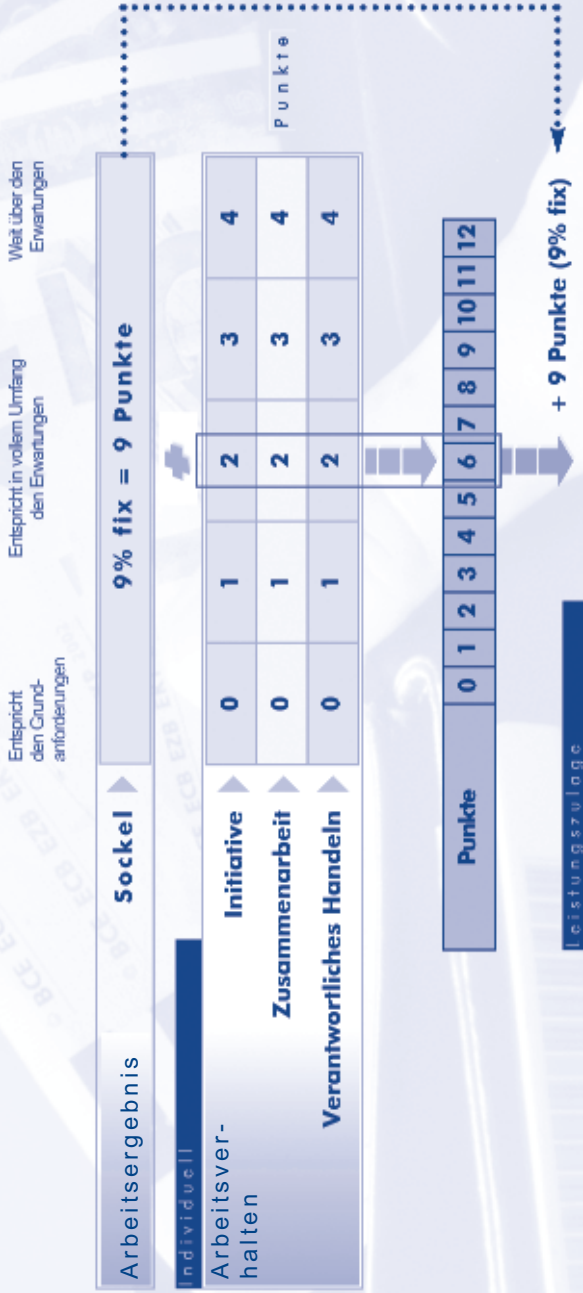 Entspricht
den Grund-
anforderungen
Entspricht in vollem Umfang
den Erwartungen
Weit über den
Erwartungen
Arbeitsergebnis
Sockel
9% fix = 9 Punkte
Individuell
Arbeitsver-
halten
Punkte
Initiative 0 1 2 3 4
Zusammenarbeit 0 1 2 3 4
Verantwortliches Handeln 0 1 2 3 4
Punkte 0 1 2 3 4 5 6 7 8 9 10 11 12
+ 9 Punkte (9% fix)
Leistungszulage